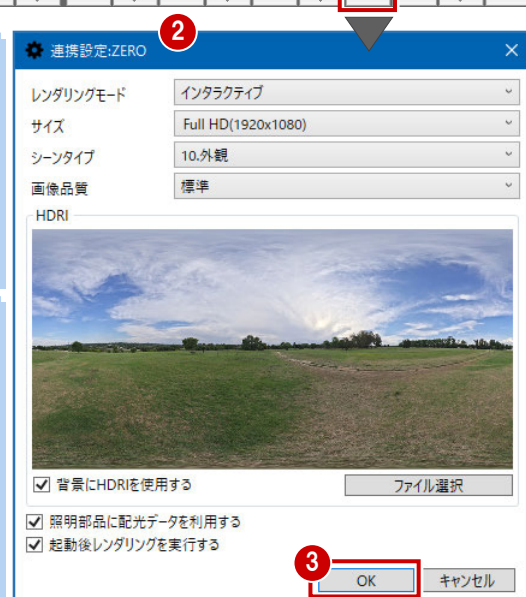 2
連携設定:ZERO
レンダリングモード インタラクティブ
サイズ Full HD(1920x1080)
シーンタイプ 10.外観
画像品質 標準
HDRI
背景にHDRIを使用する ファイル選択
照明部品に配光データを利用する
起動後レンダリングを実行する
3
OK キャンセル